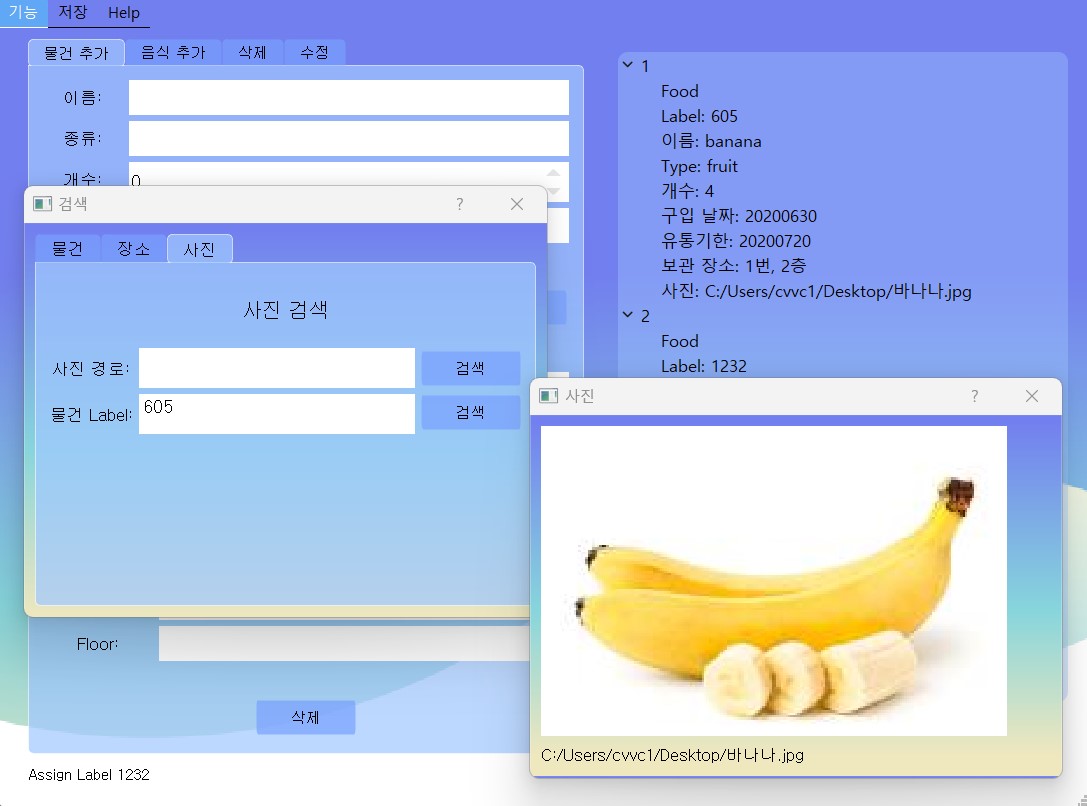 기능 저장 Help
물건 추가 음식 추가 삭제 수정
이름:
종류:
개수: 0
검색 ?
물건 장소 사진
사진 검색
사진 경로: 검색
물건 Label: 605 검색
Floor:
삭제
Assign Label 1232
1
Food
Label: 605
이름: banana
Type: fruit
개수: 4
구입 날짜: 20200630
유통기한: 20200720
보관 장소: 1번, 2층
사진: C:/Users/cvvc1/Desktop/바나나.jpg
2
Food
Label: 1232
사진 ?
C:/Users/cvvc1/Desktop/바나나.jpg